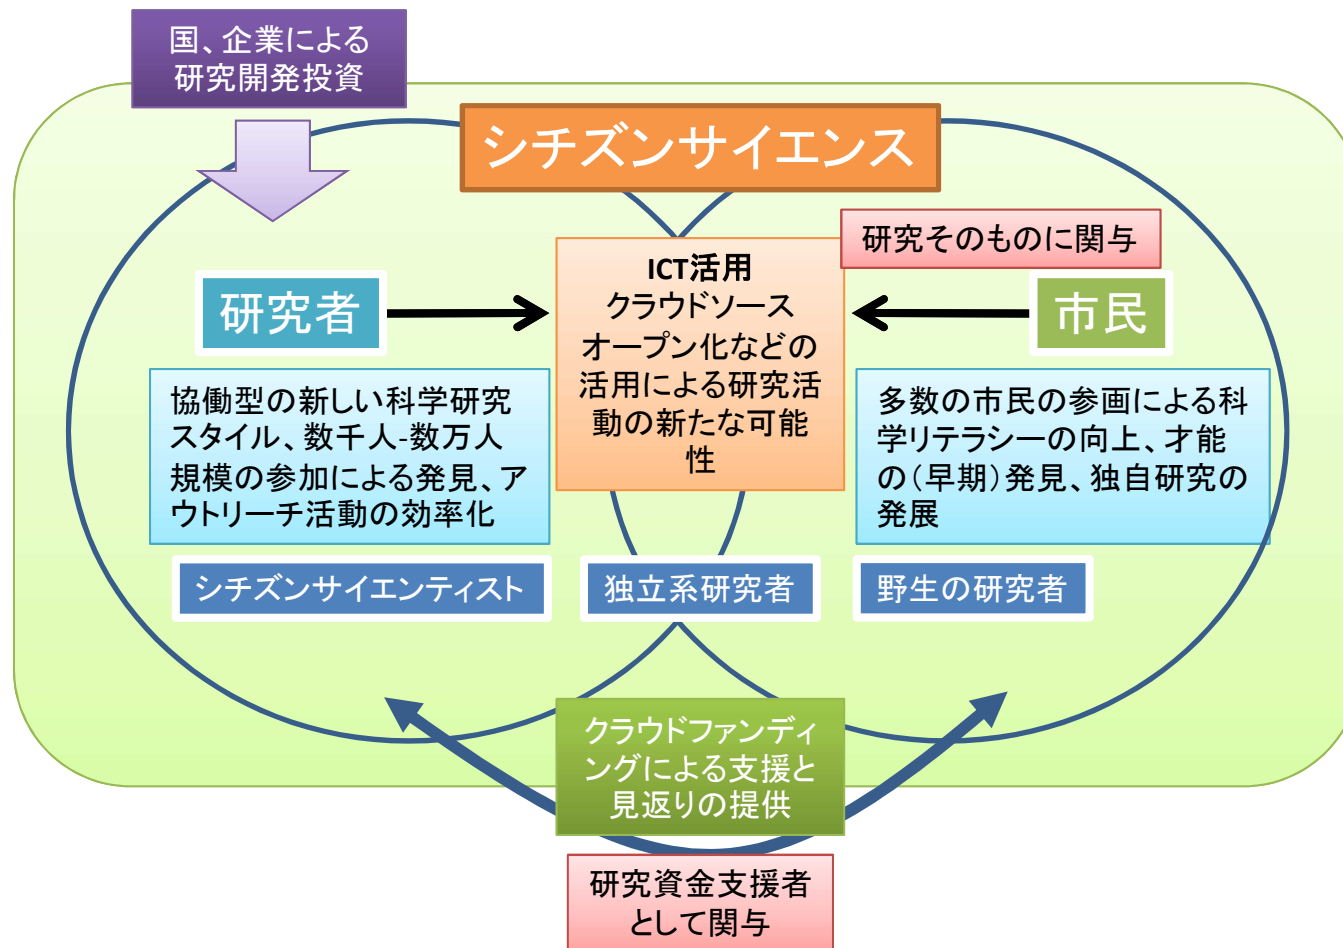 国、企業による
研究開発投資
シチズンサイエンス
研究そのものに関与
研究者
ICT活用
クラウドソース
オープン化などの
活用による研究活
動の新たな可能
性
市民
協働型の新しい科学研究
スタイル、数千人-数万人
規模の参加による発見、ア
ウトリーチ活動の効率化
多数の市民の参画による科
学リテラシーの向上、才能
の（早期）発見、独自研究の
発展
シチズンサイエンティスト
独立系研究者
野生の研究者
クラウドファンディ
ングによる支援と
見返りの提供
研究資金支援者
として関与